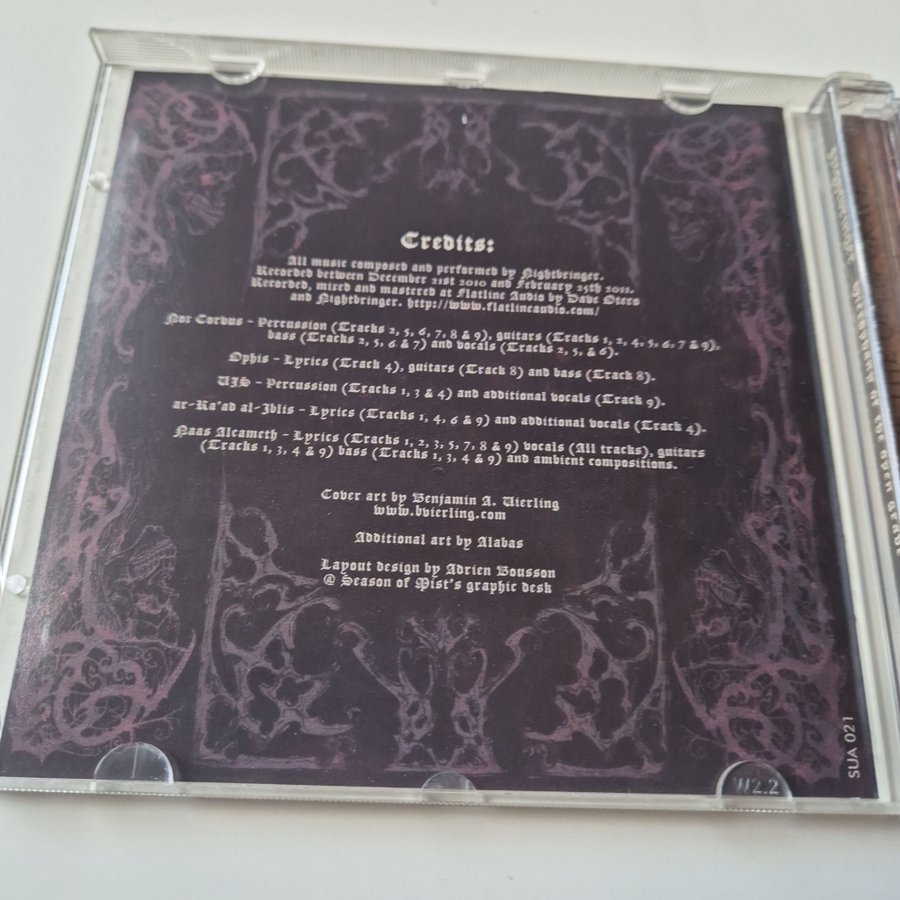 Credits:
All music composed and performed by Nightbringer.
Recorded between December 21st 2010 and February 25th 2011.
Recorded, mixed and mastered at Flatline Audio by Dave Otero
and Nightbringer. http://www.flatlineaudio.com/
Nox Corvus - Percussion (Tracks 2, 5, 6, 7, 8 & 9), guitars (Tracks 1, 2, 4, 5, 6, 7 & 9),
bass (Tracks 2, 5, 6 & 7) and vocals (Tracks 2, 5, & 6).
Ophis - Lyrics (Track 4), guitars (Track 8) and bass (Track 8).
VJS - Percussion (Tracks 1, 3 & 4) and additional vocals (Track 9).
ar-Ra'ad al-Iblis - Lyrics (Tracks 1, 4, 6 & 9) and additional vocals (Track 4).
Naas Alcameth - Lyrics (Tracks 1, 2, 3, 5, 7, 8 & 9) vocals (All tracks), guitars
(Tracks 1, 3, 4 & 9) bass (Tracks 1, 3, 4 & 9) and ambient compositions.
Cover art by Benjamin A. Vierling
www.bvierling.com
Additional art by Alabas
Layout design by Adrien Bousson
@ Season of Mist's graphic desk
SUA 021
W2.2